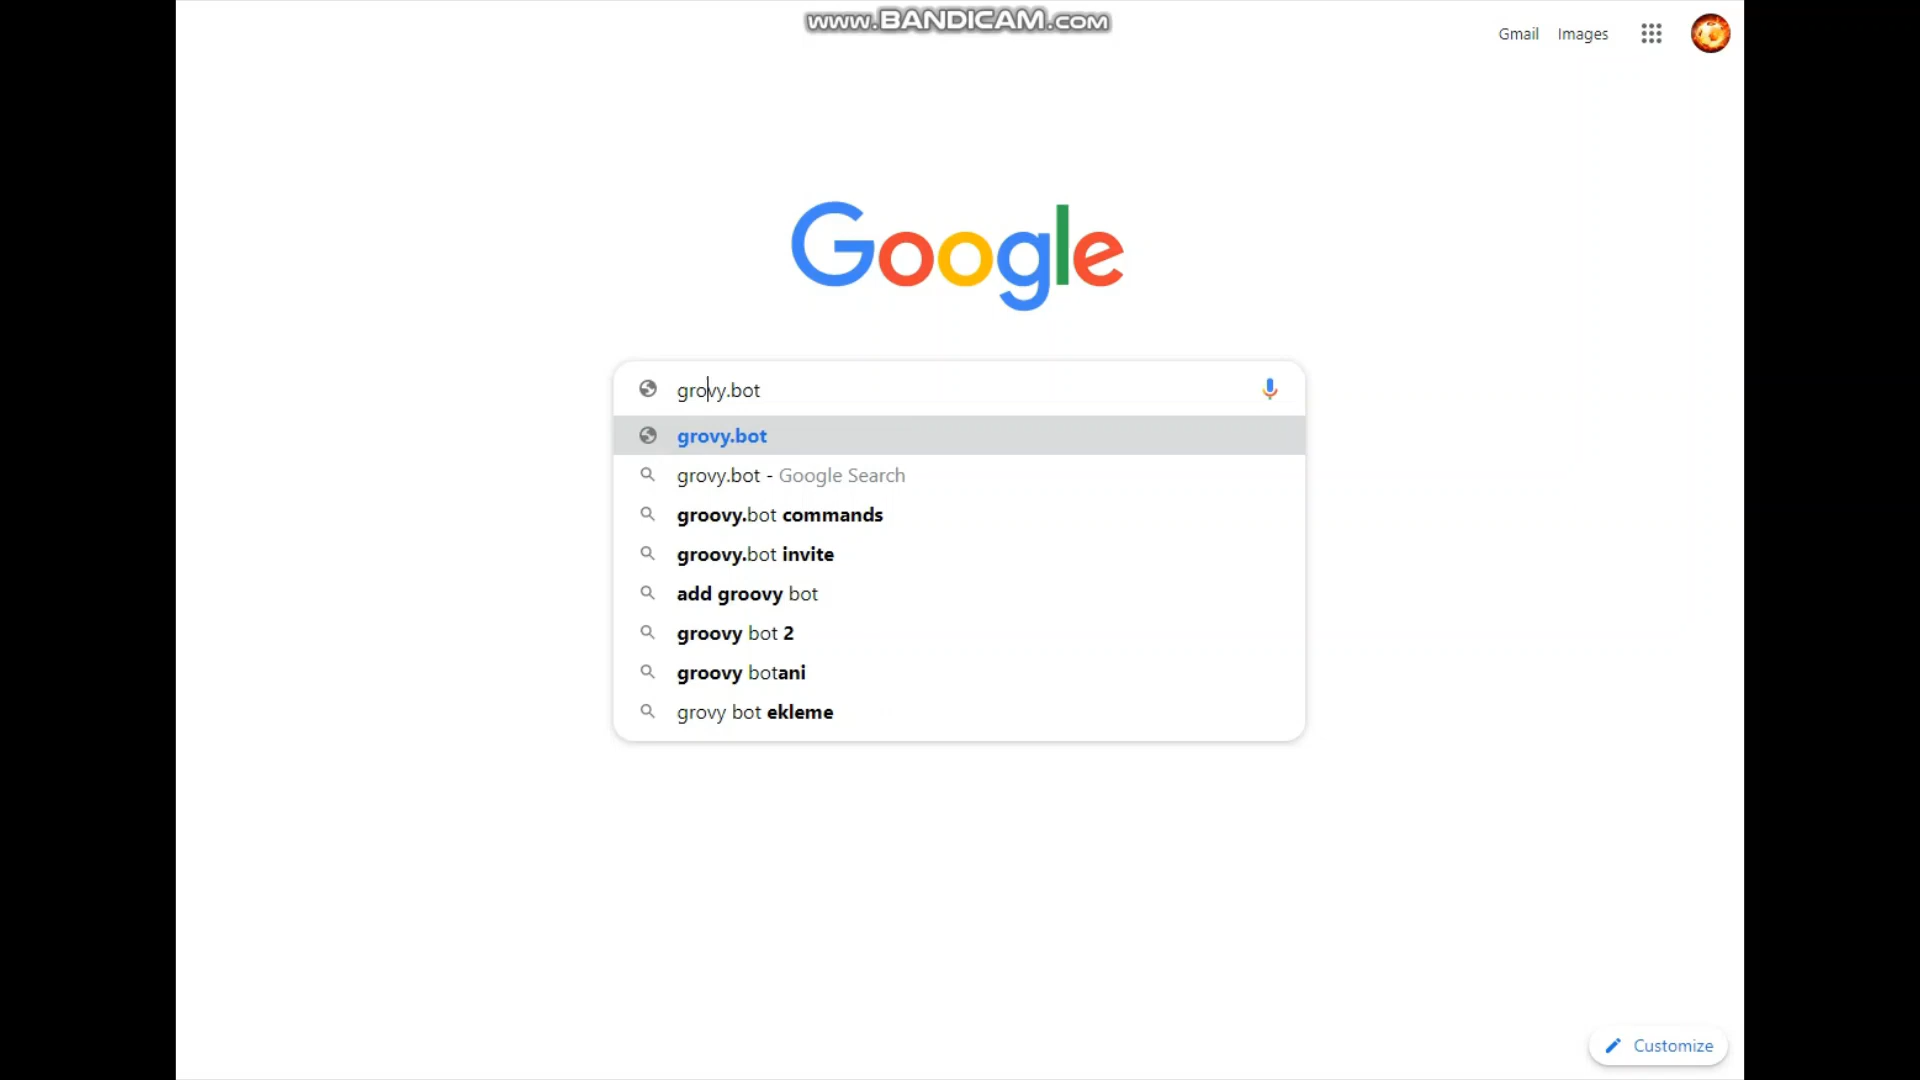 www.BANDICAM.com
Gmail Images
Google
grovy.bot
grovy.bot
grovy.bot - Google Search
groovy.bot commands
groovy.bot invite
add groovy bot
groovy bot 2
groovy botani
grovy bot ekleme
Customize